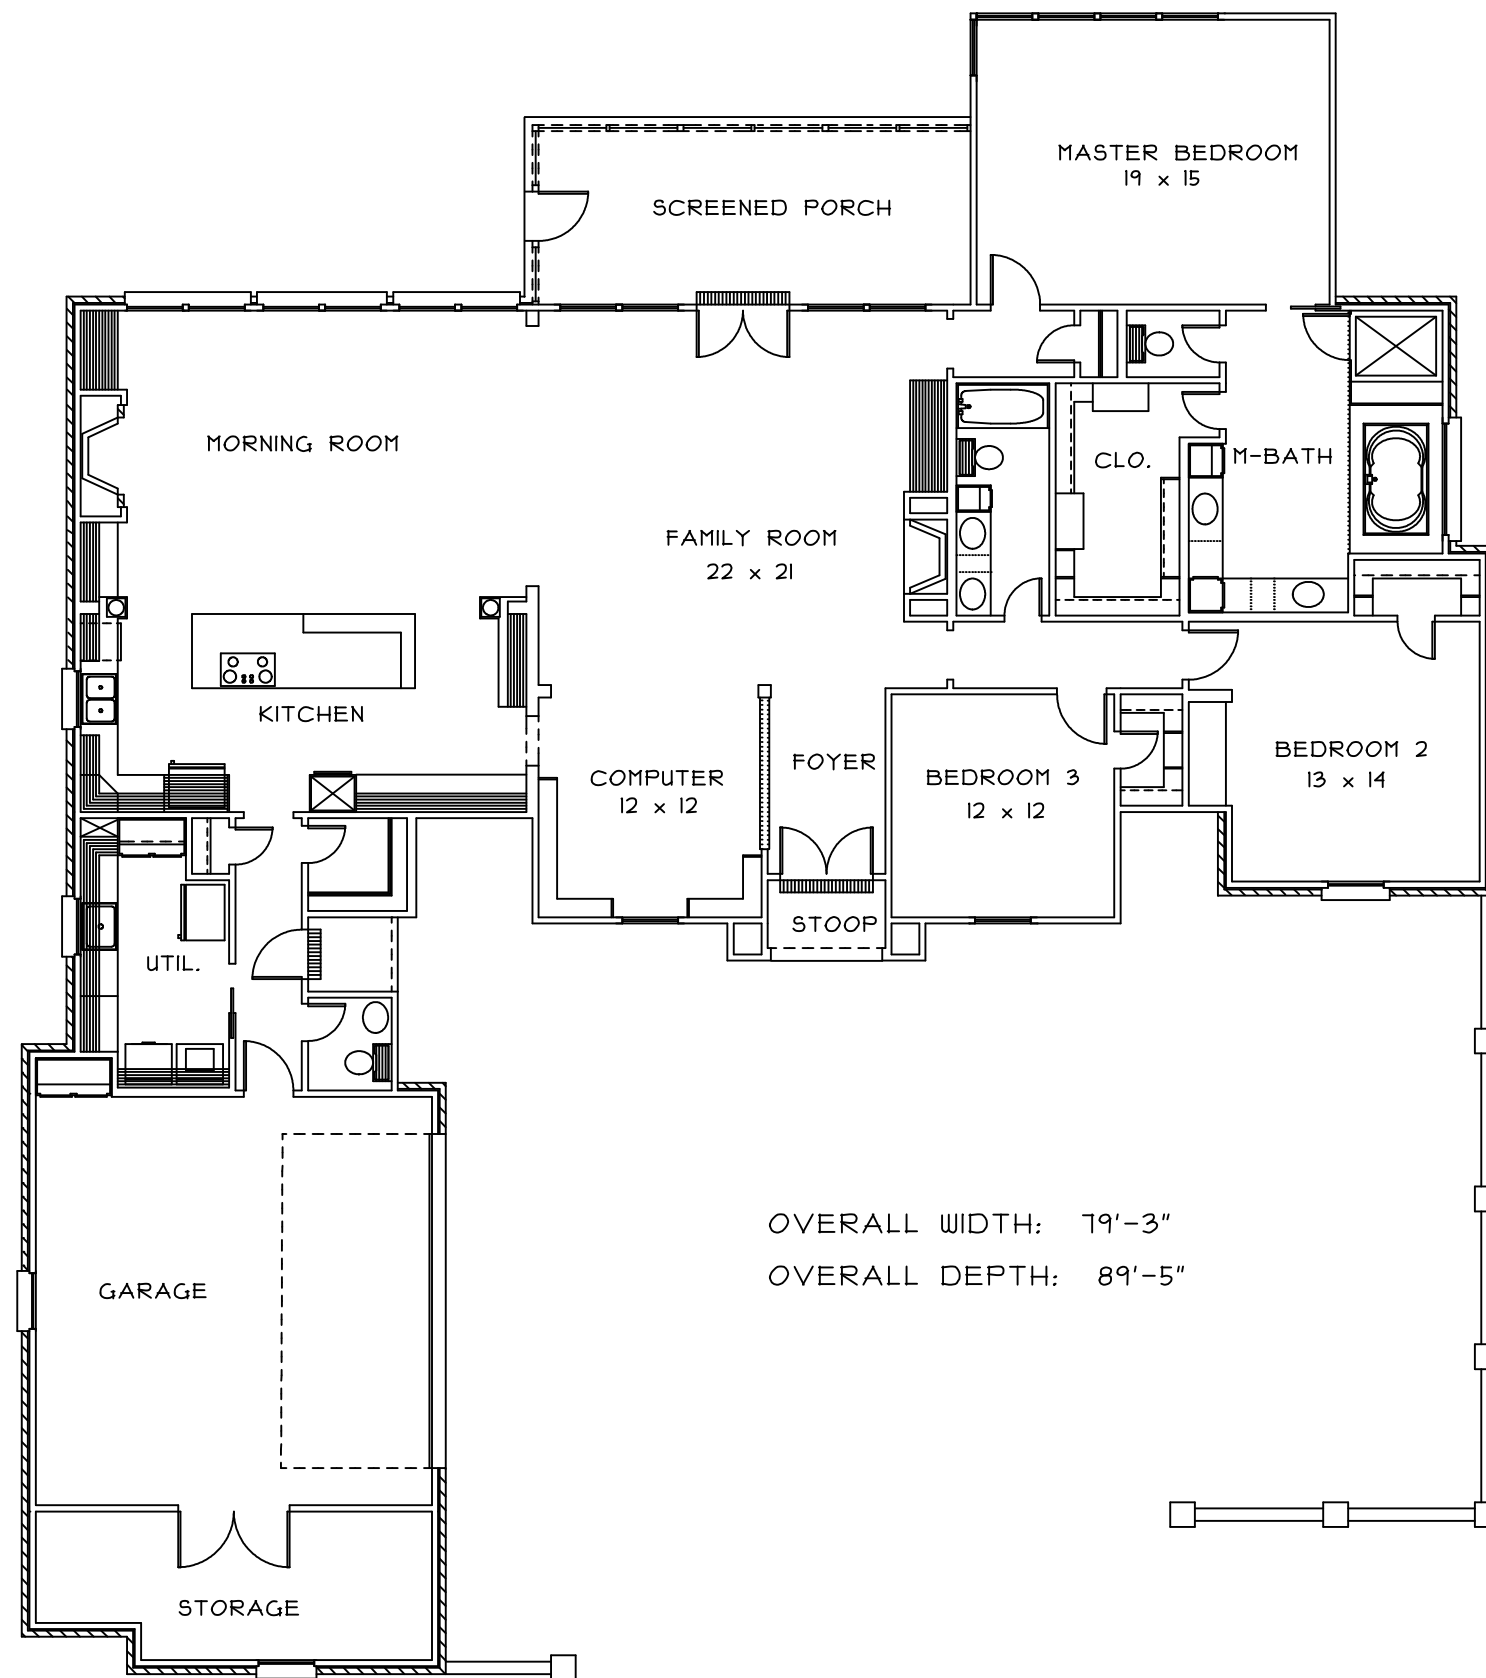 MASTER BEDROOM
19 x 15
SCREENED PORCH
MORNING ROOM
CLO.
M-BATH
FAMILY ROOM
22 x 21
KITCHEN
COMPUTER
12 x 12
FOYER
BEDROOM 3
12 x 12
BEDROOM 2
13 x 14
STOOP
UTIL.
OVERALL WIDTH: 79'-3"
OVERALL DEPTH: 89'-5"
GARAGE
STORAGE